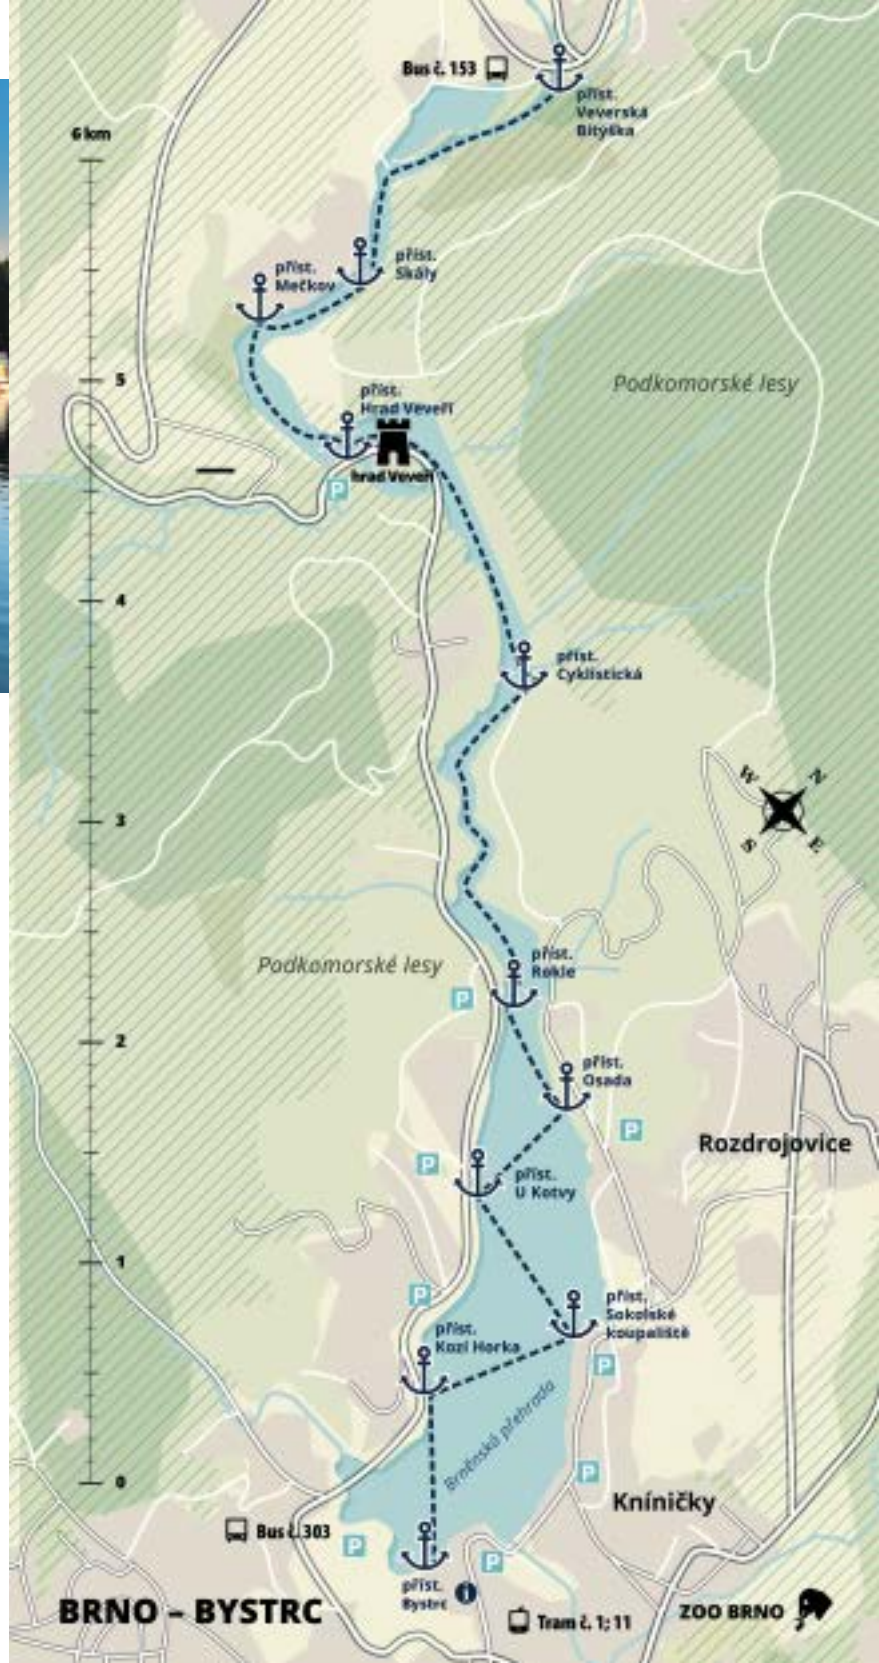 Bus č. 153
příst.
Veverská
Bítýška
6 km
příst.
Skály
příst.
Mečkov
5
Podkomorské lesy
příst.
Hrad Veveří
hrad Veveří
P
4
příst.
Cyklistická
W
N
S
E
3
Podkomorské lesy
příst.
Rokle
P
2
příst.
Osada
P
Rozdrojovice
P
příst.
U Kotvy
1
P
příst.
Sokolské
koupaliště
příst.
Kozí Horka
P
Brněnská přehrada
0
P
Kníničky
Bus č. 303
P
P
příst.
Bystrc
i
BRNO – BYSTRC
Tram č. 1; 11
ZOO BRNO